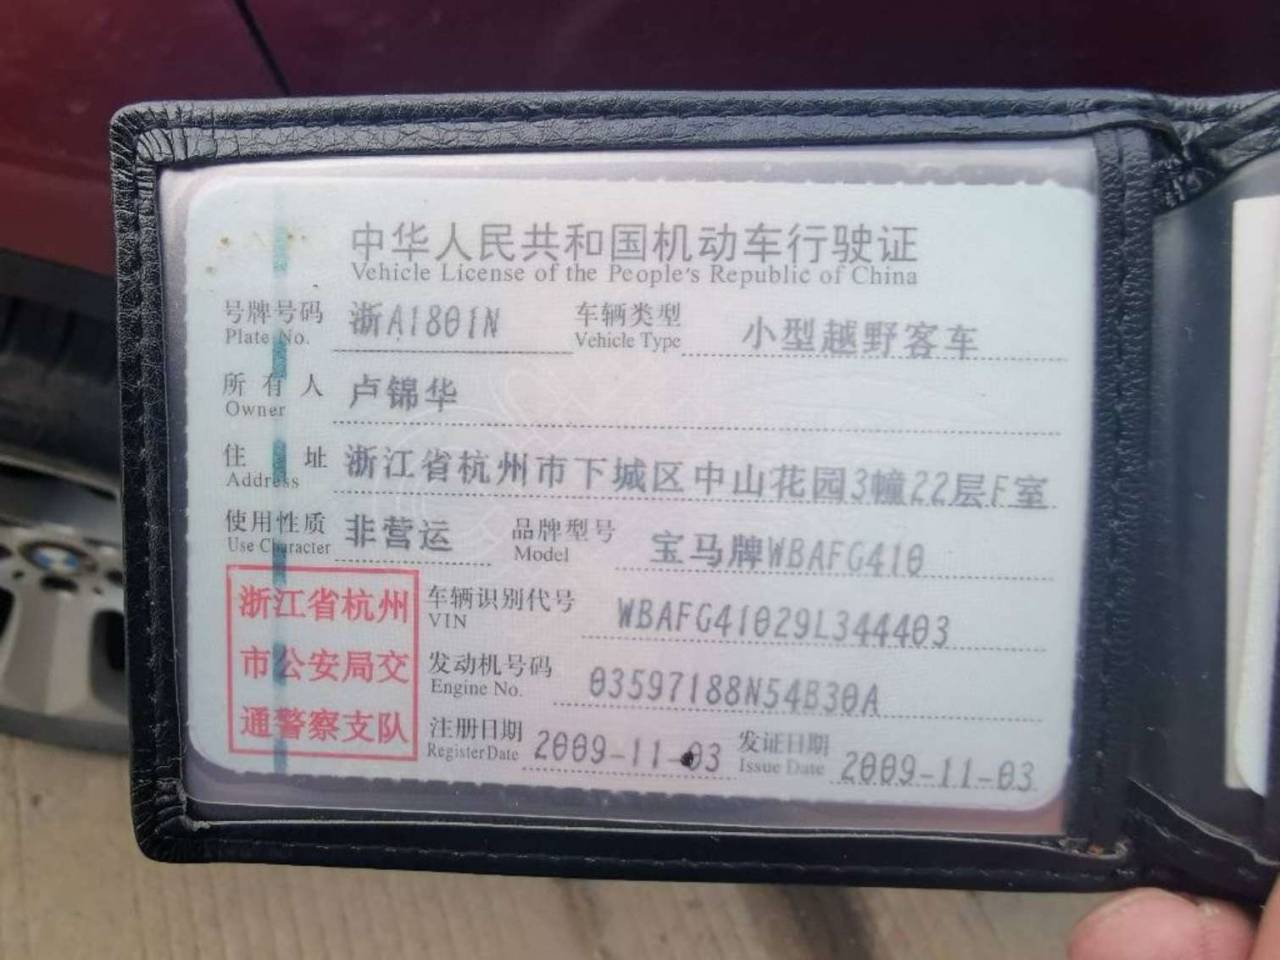 中华人民共和国机动车行驶证
Vehicle License of the People's Republic of China
号牌号码 浙A1801N 车辆类型 小型越野客车
Plate No. Vehicle Type
所有人 卢锦华
Owner
住址 浙江省杭州市下城区中山花园3幢22层F室
Address
使用性质 非营运 品牌型号 宝马牌WBAFG410
Use Character Model
浙江省杭州
市公安局交
通警察支队
车辆识别代号 WBAFG41029L344403
VIN
发动机号码 03597188N54B30A
Engine No.
注册日期 2009-11-03 发证日期 2009-11-03
Register Date Issue Date